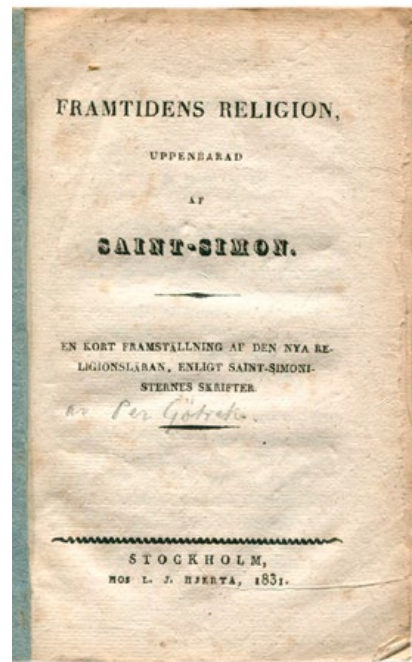 FRAMTIDENS RELIGION,
UPPENBARAD
AF
SAINT-SIMON.
EN KORT FRAMSTÄLLNING AF DEN NYA RE-
LIGIONSLÄRAN, ENLIGT SAINT-SIMONI-
STERNES SKRIFTER.
av Per Götrek.
STOCKHOLM,
HOS L. J. HJERTA, 1831.